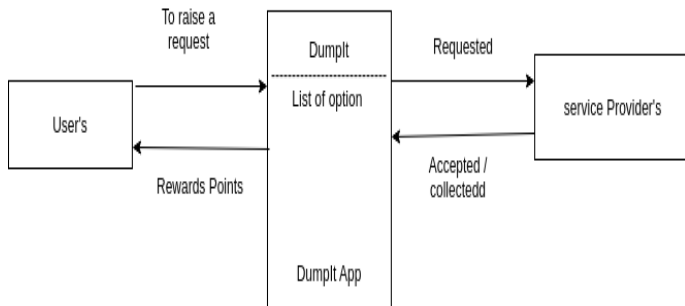 To raise a
request
DumpIt
Requested
List of option
User's
service Provider's
Rewards Points
Accepted /
collectedd
DumpIt App